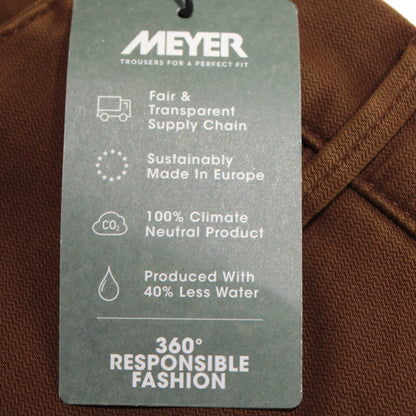 MEYER
TROUSERS FOR A PERFECT FIT
Fair &
Transparent
Supply Chain
Sustainably
Made In Europe
CO₂
100% Climate
Neutral Product
Produced With
40% Less Water
360°
RESPONSIBLE
FASHION